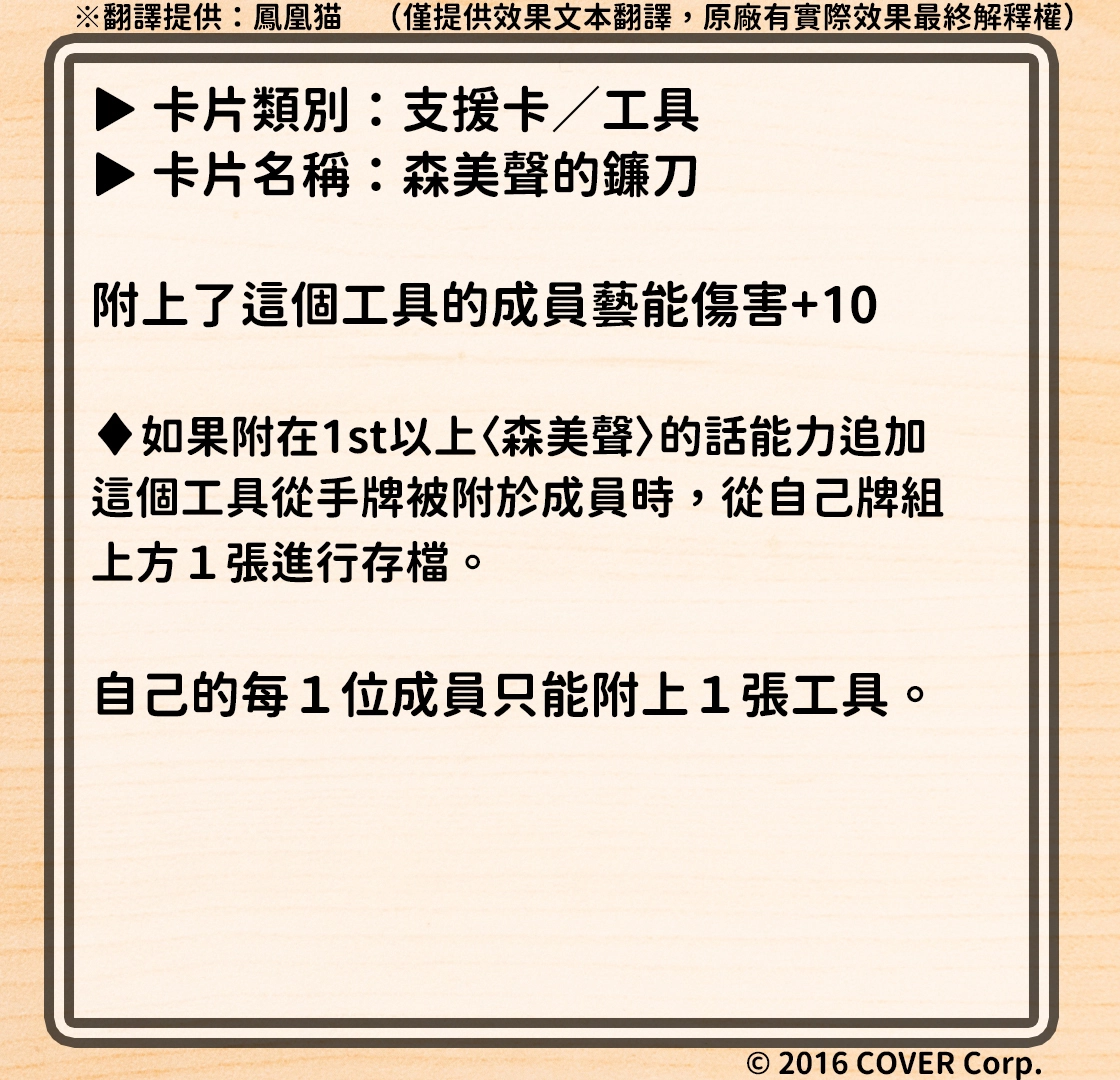 ※翻譯提供：鳳凰猫　（僅提供效果文本翻譯，原廠有實際效果最終解釋權）
▶ 卡片類別：支援卡／工具
▶ 卡片名稱：森美聲的鐮刀
附上了這個工具的成員藝能傷害+10
♦如果附在1st以上〈森美聲〉的話能力追加
這個工具從手牌被附於成員時，從自己牌組
上方１張進行存檔。
自己的每１位成員只能附上１張工具。
© 2016 COVER Corp.